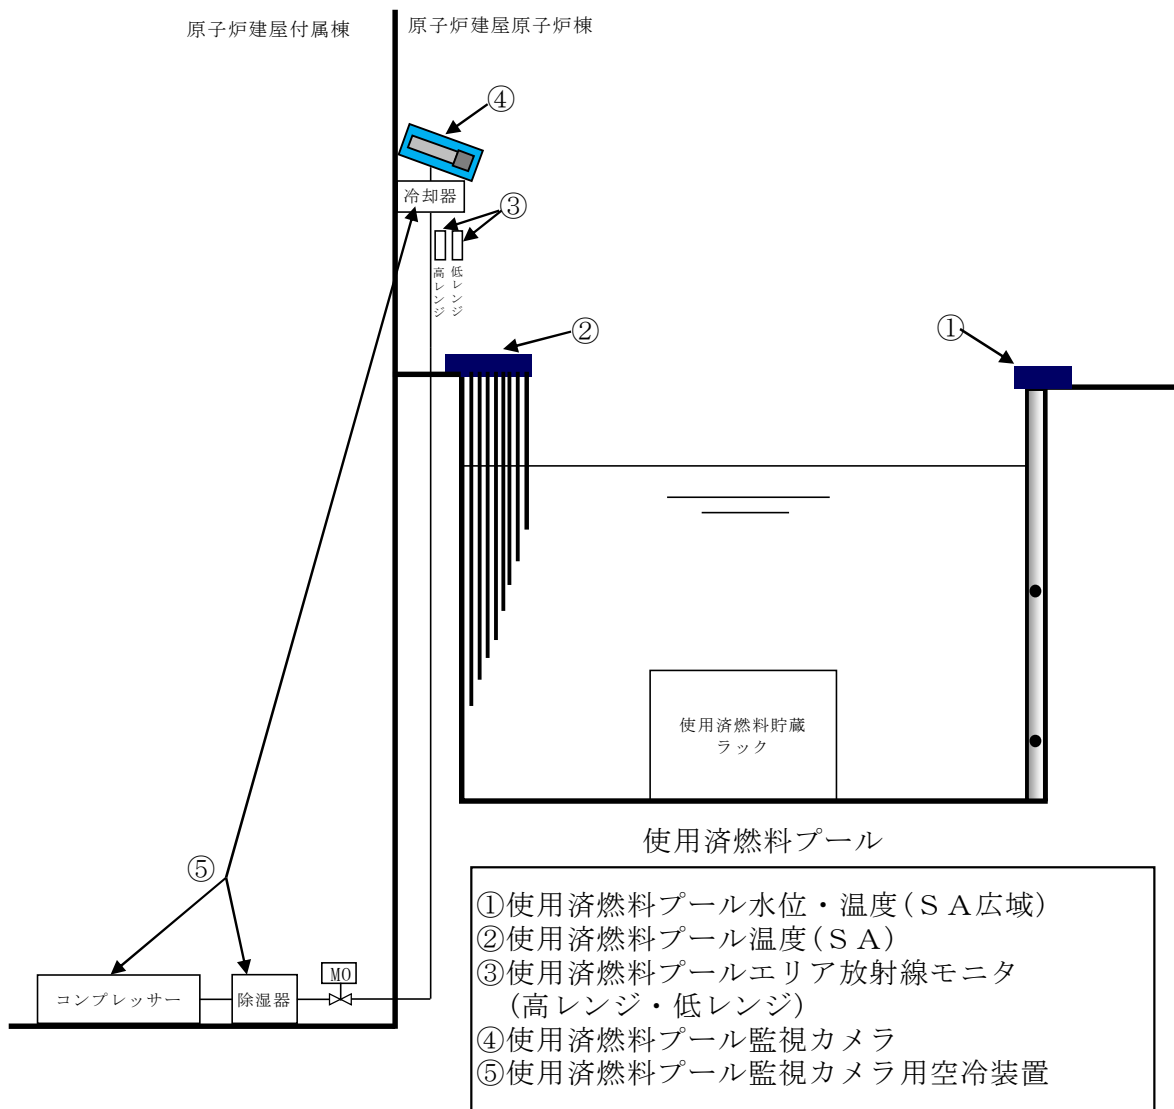 原子炉建屋付属棟
原子炉建屋原子炉棟
④
冷却器
③
高レンジ
低レンジ
②
①
使用済燃料貯蔵
ラック
使用済燃料プール
⑤
MO
コンプレッサー
除湿器
①使用済燃料プール水位・温度(ＳＡ広域)
②使用済燃料プール温度(ＳＡ)
③使用済燃料プールエリア放射線モニタ
(高レンジ・低レンジ)
④使用済燃料プール監視カメラ
⑤使用済燃料プール監視カメラ用空冷装置